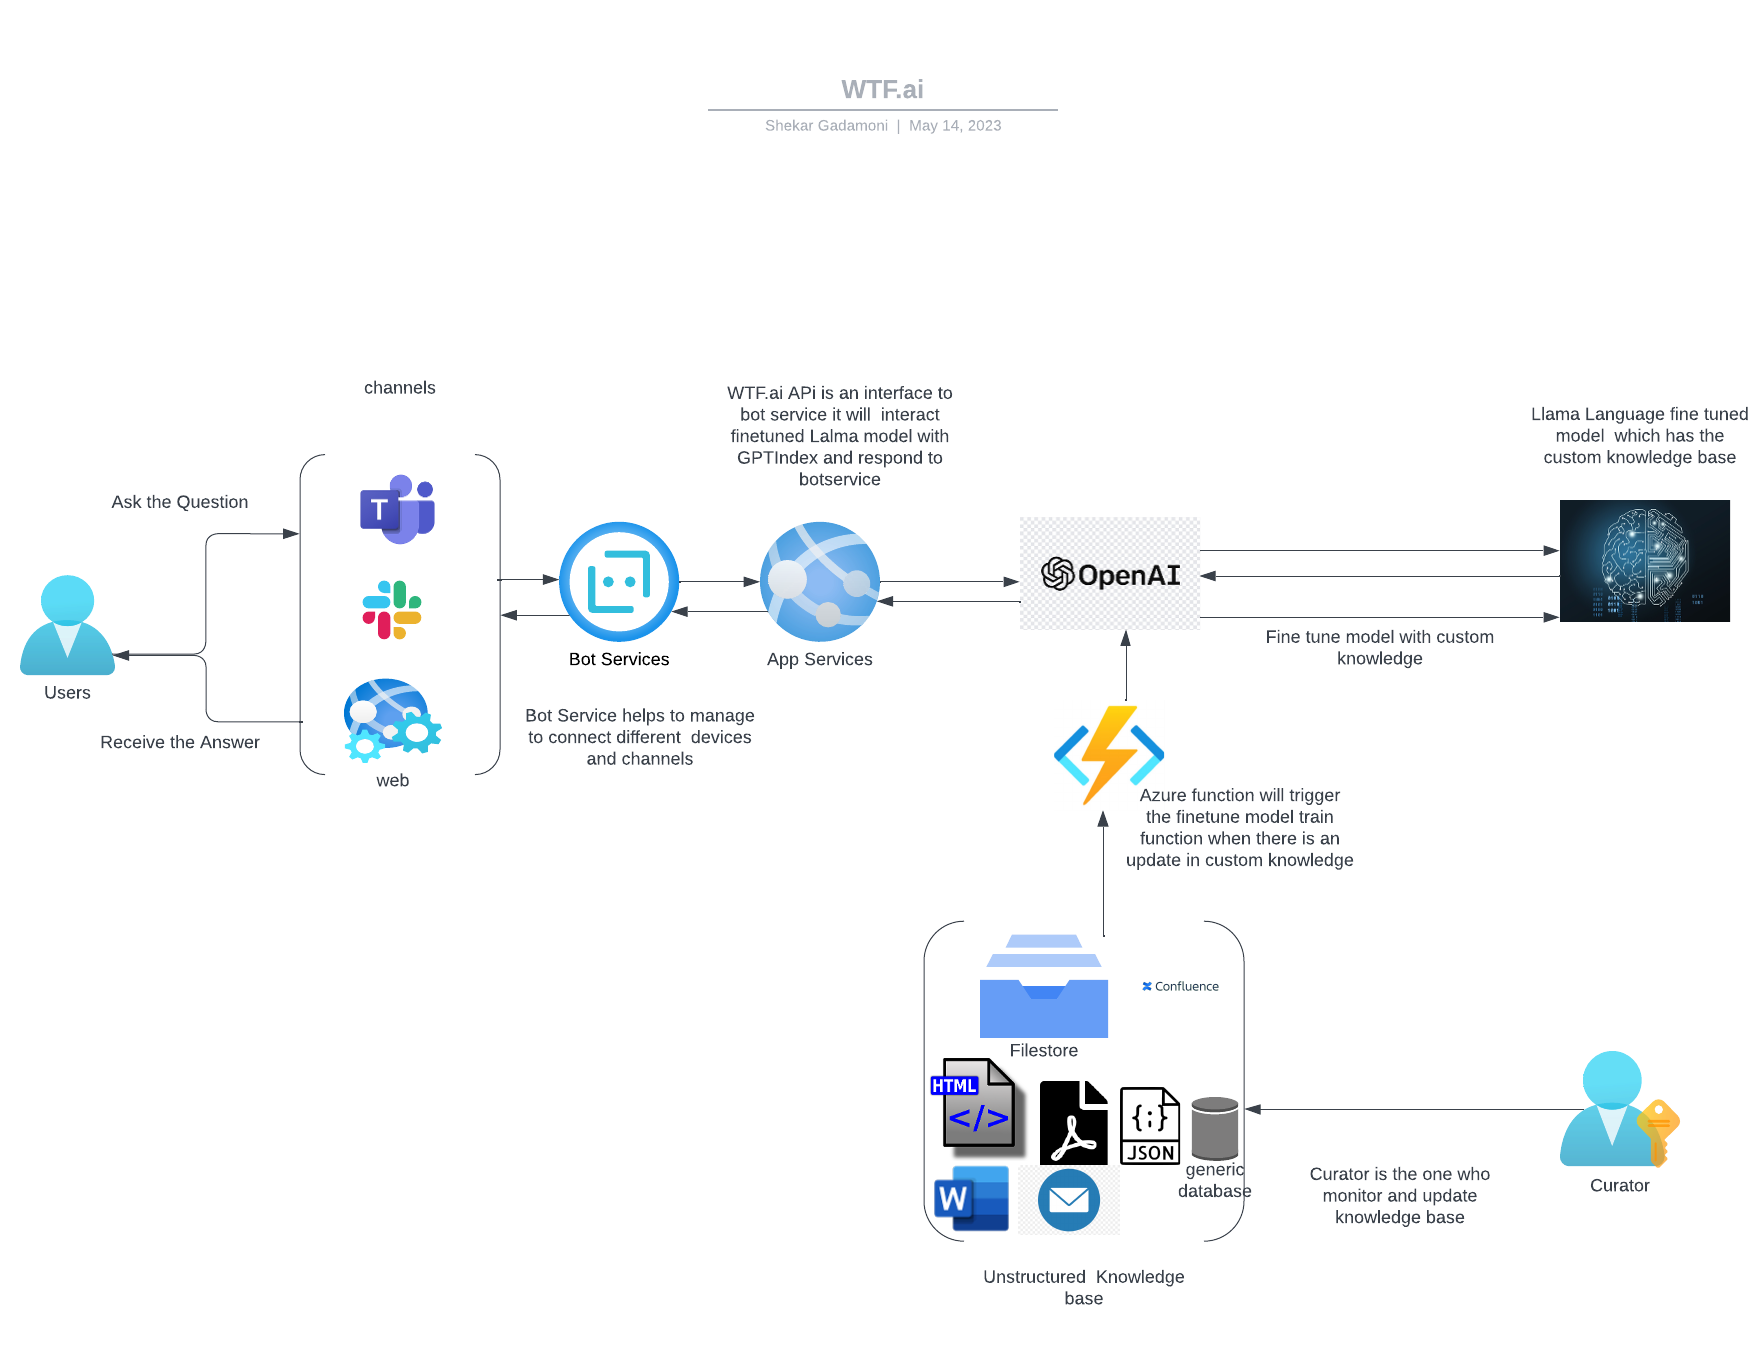 WTF.ai
Shekar Gadamoni | May 14, 2023
channels
WTF.ai APi is an interface to
bot service it will interact
finetuned Lalma model with
GPTIndex and respond to
botservice
Llama Language fine tuned
model which has the
custom knowledge base
Ask the Question
T
OpenAI
Users
Receive the Answer
web
Bot Services
App Services
Bot Service helps to manage
to connect different devices
and channels
Fine tune model with custom
knowledge
Azure function will trigger
the finetune model train
function when there is an
update in custom knowledge
Confluence
Filestore
HTML
</>
{;}
JSON
W
generic
database
Curator
Curator is the one who
monitor and update
knowledge base
Unstructured Knowledge
base